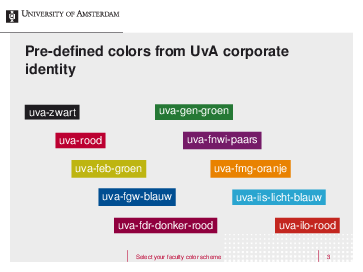 University of Amsterdam
Pre-defined colors from UvA corporate
identity
uva-zwart
uva-gen-groen
uva-rood
uva-fnwi-paars
uva-feb-groen
uva-fmg-oranje
uva-fgw-blauw
uva-iis-licht-blauw
uva-fdr-donker-rood
uva-ilo-rood
Select your faculty color scheme
3